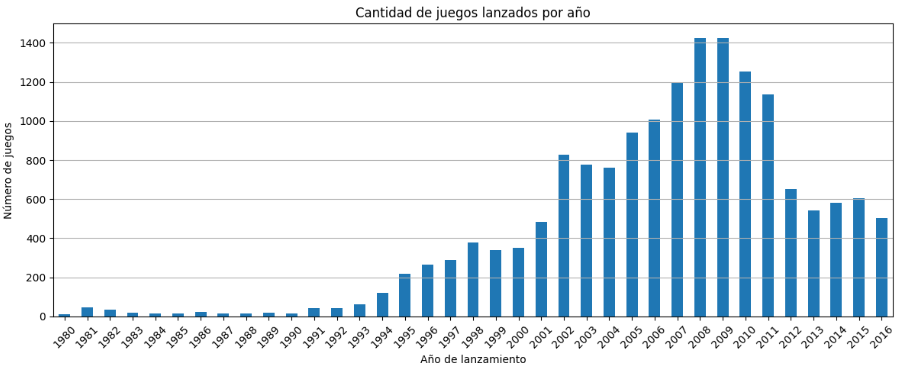 Cantidad de juegos lanzados por año
Número de juegos
1400
1200
1000
800
600
400
200
0
1980 1981 1982 1983 1984 1985 1986 1987 1988 1989 1990 1991 1992 1993 1994 1995 1996 1997 1998 1999 2000 2001 2002 2003 2004 2005 2006 2007 2008 2009 2010 2011 2012 2013 2014 2015 2016
Año de lanzamiento